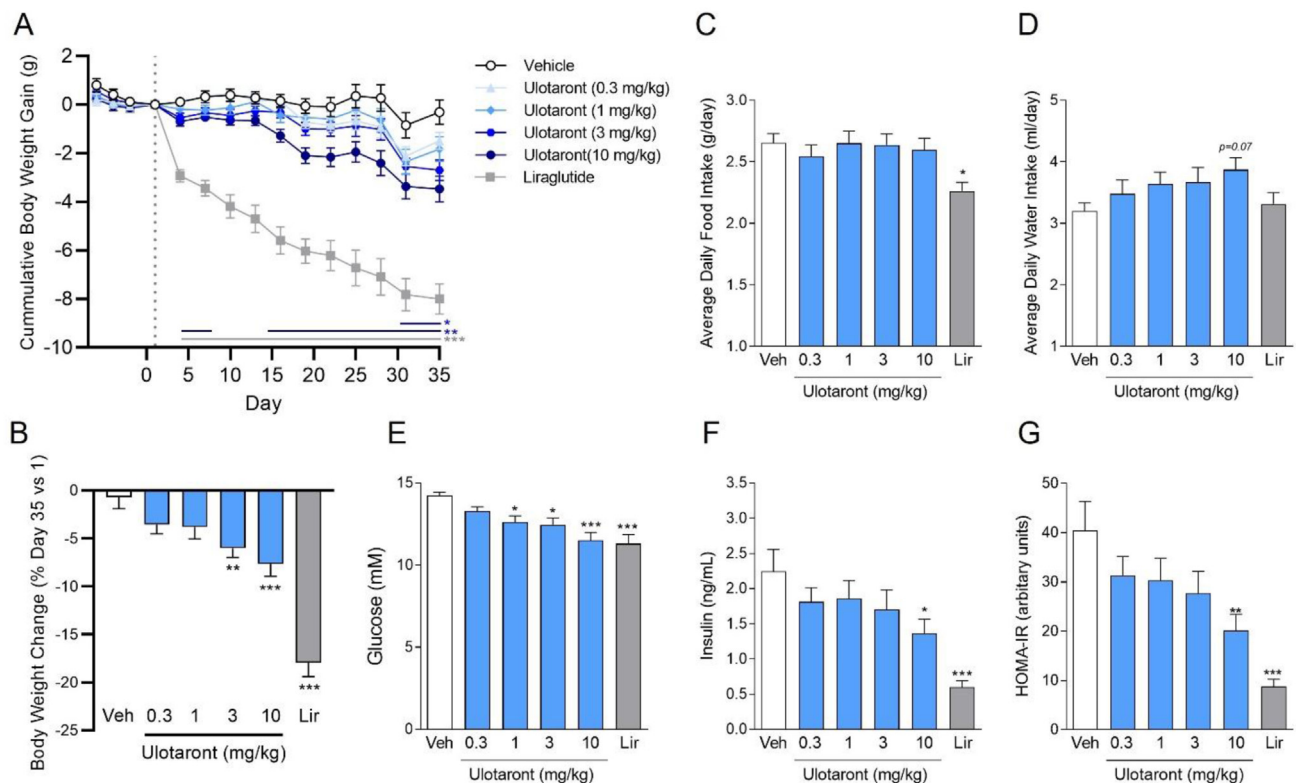 A
Cummulative Body Weight Gain (g)
2
0
-2
-4
-6
-8
-10
0 5 10 15 20 25 30 35
Day
*
**
***
Vehicle
Ulotaront (0.3 mg/kg)
Ulotaront (1 mg/kg)
Ulotaront (3 mg/kg)
Ulotaront(10 mg/kg)
Liraglutide
C
Average Daily Food Intake (g/day)
3.0
2.5
2.0
1.5
1.0
*
Veh 0.3 1 3 10 Lir
Ulotaront (mg/kg)
D
Average Daily Water Intake (ml/day)
5
4
3
2
1
p=0.07
Veh 0.3 1 3 10 Lir
Ulotaront (mg/kg)
B
Body Weight Change (% Day 35 vs 1)
0
-5
-10
-15
-20
-25
** *** ***
Veh 0.3 1 3 10 Lir
Ulotaront (mg/kg)
E
Glucose (mM)
15
10
5
0
* * *** ***
Veh 0.3 1 3 10 Lir
Ulotaront (mg/kg)
F
Insulin (ng/mL)
3.5
3.0
2.5
2.0
1.5
1.0
0.5
0.0
* ***
Veh 0.3 1 3 10 Lir
Ulotaront (mg/kg)
G
HOMA-IR (arbitary units)
50
40
30
20
10
0
** ***
Veh 0.3 1 3 10 Lir
Ulotaront (mg/kg)